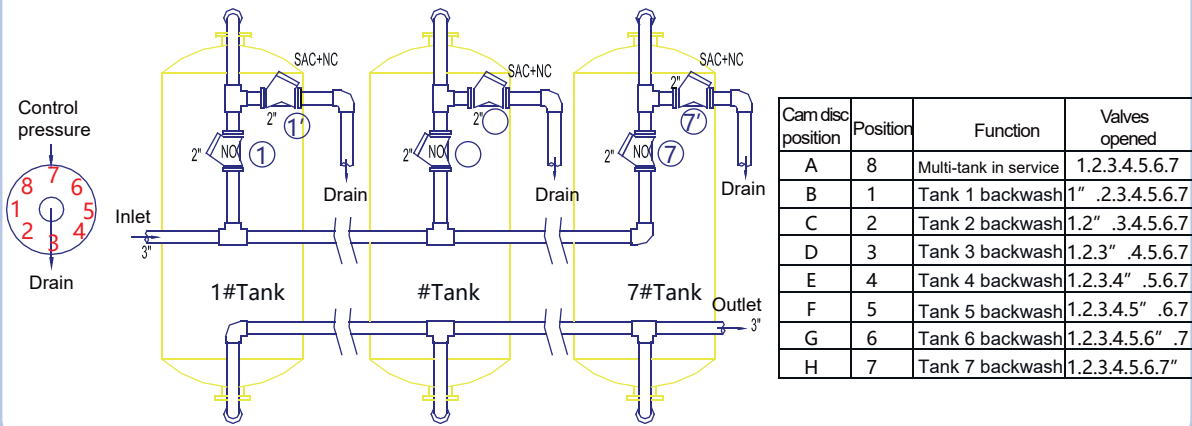 Control
pressure
8 7 6
1 5
2 3 4
Drain
Inlet
3"
SAC+NC
2" 1'
2" NO 1
Drain
1#Tank
SAC+NC
2"
2" NO
Drain
#Tank
SAC+NC
2"
7'
2" NO 7
Drain
7#Tank
Outlet
3"
Cam disc position Position Function Valves opened
A 8 Multi-tank in service 1.2.3.4.5.6.7
B 1 Tank 1 backwash 1″ .2.3.4.5.6.7
C 2 Tank 2 backwash 1.2″ .3.4.5.6.7
D 3 Tank 3 backwash 1.2.3″ .4.5.6.7
E 4 Tank 4 backwash 1.2.3.4″ .5.6.7
F 5 Tank 5 backwash 1.2.3.4.5″ .6.7
G 6 Tank 6 backwash 1.2.3.4.5.6″ .7
H 7 Tank 7 backwash 1.2.3.4.5.6.7″